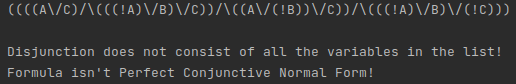 ((((A\/C)/\(((!A)\/B)\/C))/\((A\/(!B))\/C))/\(((!A)\/B)\/(!C)))
Disjunction does not consist of all the variables in the list!
Formula isn't Perfect Conjunctive Normal Form!